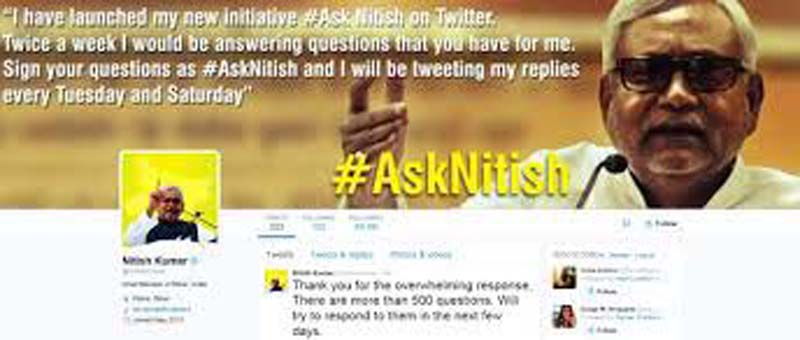 "I have launched my new initiative #Ask Nitish on Twitter.
Twice a week I would be answering questions that you have for me.
Sign your questions as #AskNitish and I will be tweeting my replies
every Tuesday and Saturday"
#AskNitish
Follow
Tweets Tweets & replies Photos & videos
Nitish Kumar
Thank you for the overwhelming response.
There are more than 500 questions. Will
try to respond to them in the next few
days.
Follow
Follow